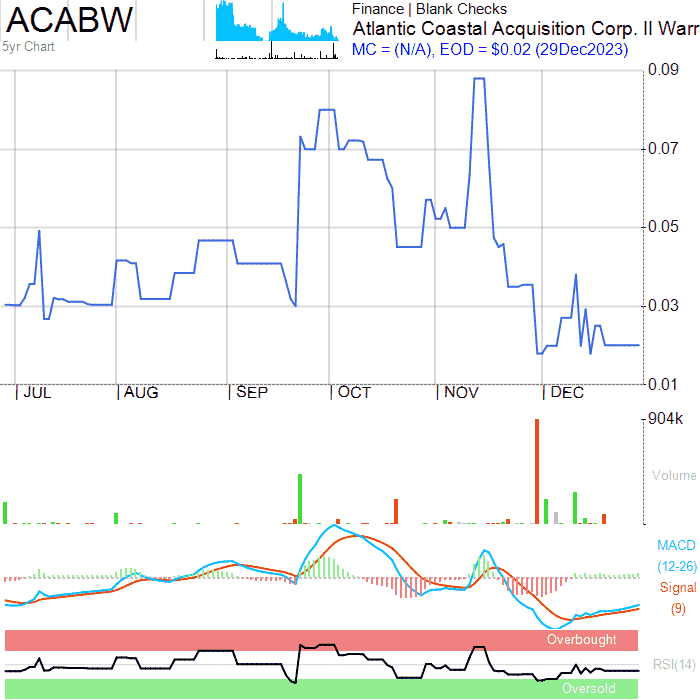 ACABW
5yr Chart
Finance | Blank Checks
Atlantic Coastal Acquisition Corp. II Warr
MC = (N/A), EOD = $0.02 (29Dec2023)
0.09
0.07
0.05
0.03
0.01
JUL AUG SEP OCT NOV DEC
904k
Volume
MACD
(12-26)
Signal
(9)
Overbought
RSI(14)
Oversold